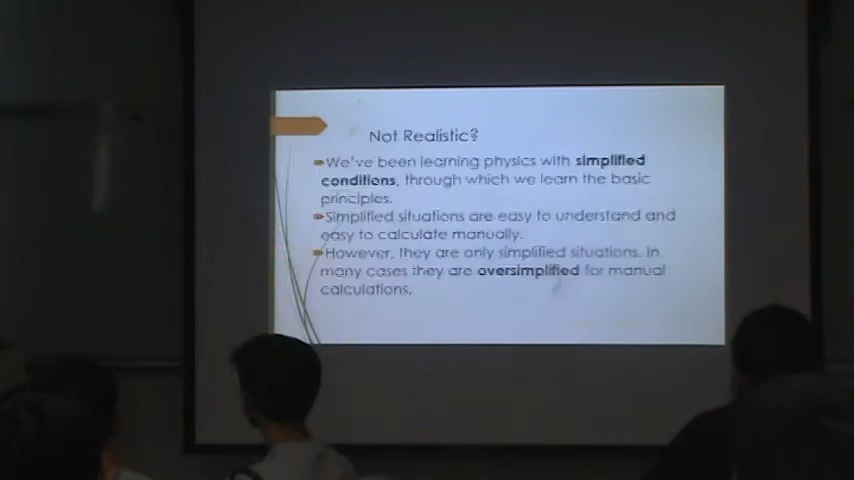 Not Realistic?
We've been learning physics with simplified
conditions, through which we learn the basic
principles.
Simplified situations are easy to understand and
easy to calculate manually.
However, they are only simplified situations. In
many cases they are oversimplified for manual
calculations.